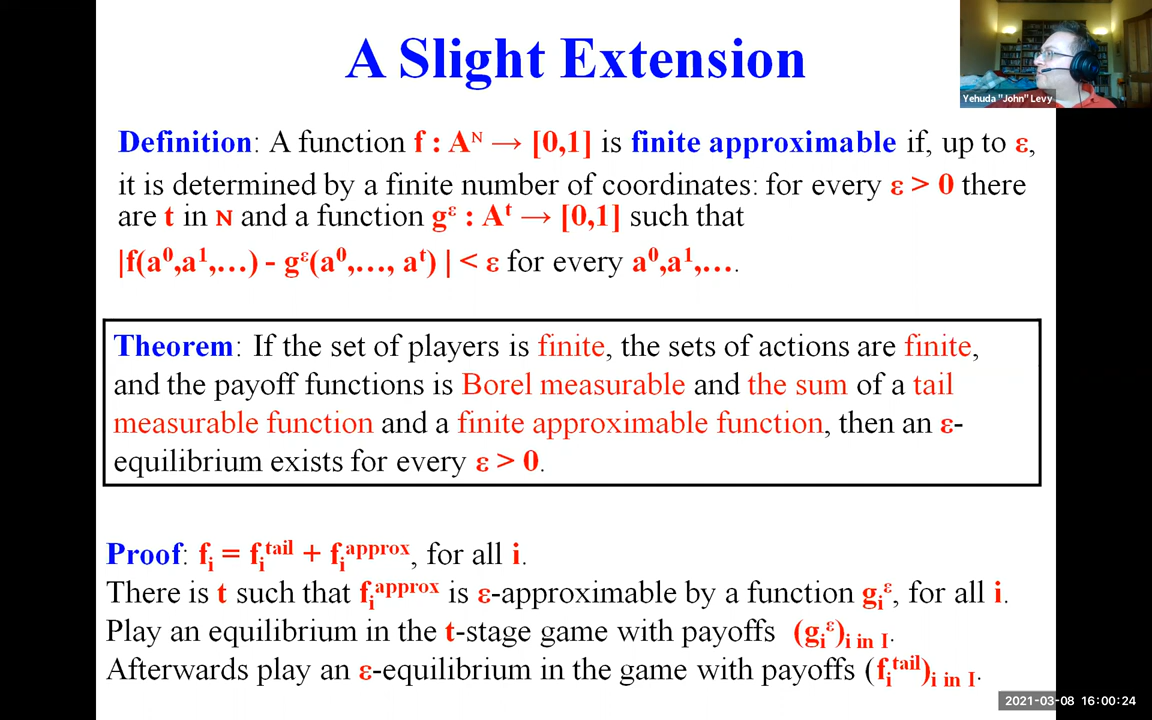 A Slight Extension
Yehuda "John" Levy
Definition: A function f : Aᴺ → [0,1] is finite approximable if, up to ε,
it is determined by a finite number of coordinates: for every ε > 0 there
are t in ℕ and a function gᵋ : Aᵗ → [0,1] such that
|f(a⁰,a¹,…) - gᵋ(a⁰,…, aᵗ) | < ε for every a⁰,a¹,….
Theorem: If the set of players is finite, the sets of actions are finite,
and the payoff functions is Borel measurable and the sum of a tail
measurable function and a finite approximable function, then an ε-
equilibrium exists for every ε > 0.
Proof: fᵢ = fᵢᵗᵃⁱˡ + fᵢᵃᵖᵖʳᵒˣ, for all i.
There is t such that fᵢᵃᵖᵖʳᵒˣ is ε-approximable by a function gᵢᵋ, for all i.
Play an equilibrium in the t-stage game with payoffs (gᵢᵋ)i in I.
Afterwards play an ε-equilibrium in the game with payoffs (fᵢᵗᵃⁱˡ)i in I.
2021-03-08 16:00:24